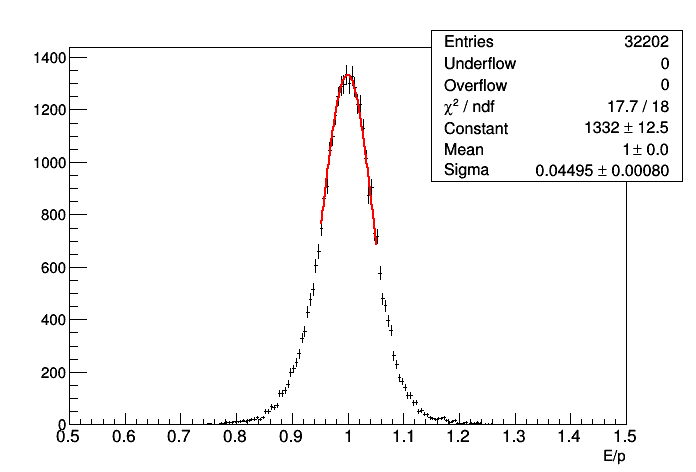 Entries 32202
Underflow 0
Overflow 0
χ² / ndf 17.7 / 18
Constant 1332 ± 12.5
Mean 1 ± 0.0
Sigma 0.04495 ± 0.00080
1400
1200
1000
800
600
400
200
0
0.5 0.6 0.7 0.8 0.9 1 1.1 1.2 1.3 1.4 1.5
E/p